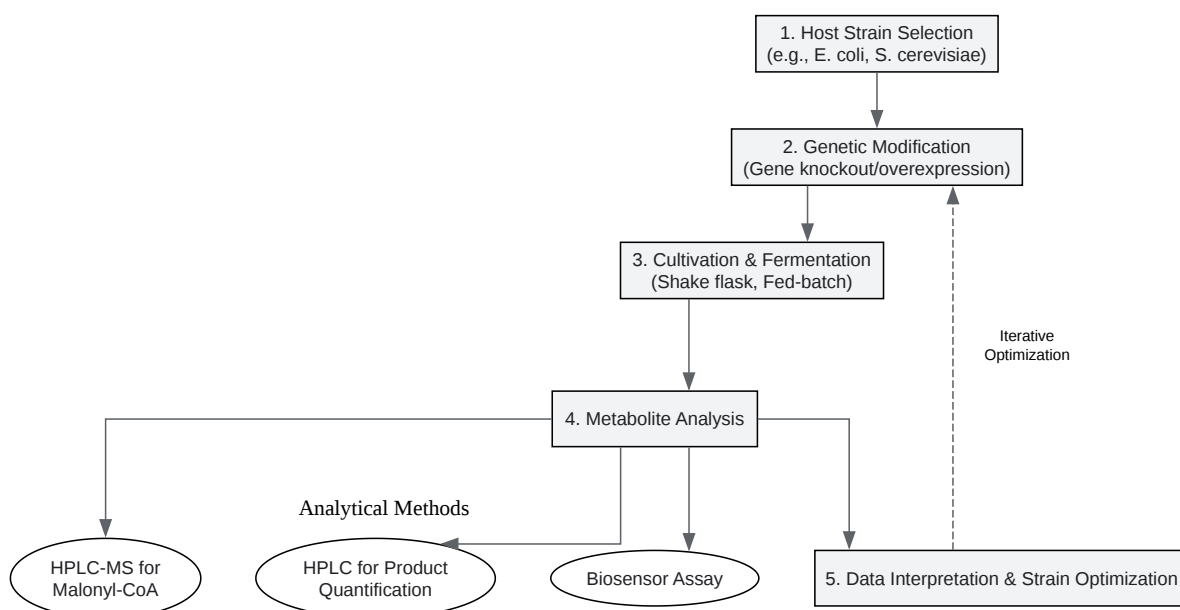 1. Host Strain Selection
(e.g., E. coli, S. cerevisiae)
2. Genetic Modification
(Gene knockout/overexpression)
3. Cultivation & Fermentation
(Shake flask, Fed-batch)
Iterative
Optimization
4. Metabolite Analysis
Analytical Methods
HPLC-MS for
Malonyl-CoA
HPLC for Product
Quantification
Biosensor Assay
5. Data Interpretation & Strain Optimization